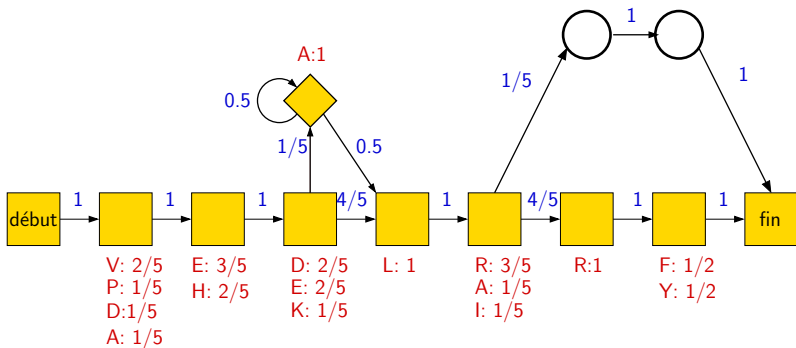 1
A:1
1/5
1
0.5
1/5
0.5
début
1
1
1
4/5
1
4/5
1
1
fin
V: 2/5
P: 1/5
D:1/5
A: 1/5
E: 3/5
H: 2/5
D: 2/5
E: 2/5
K: 1/5
L: 1
R: 3/5
A: 1/5
I: 1/5
R:1
F: 1/2
Y: 1/2